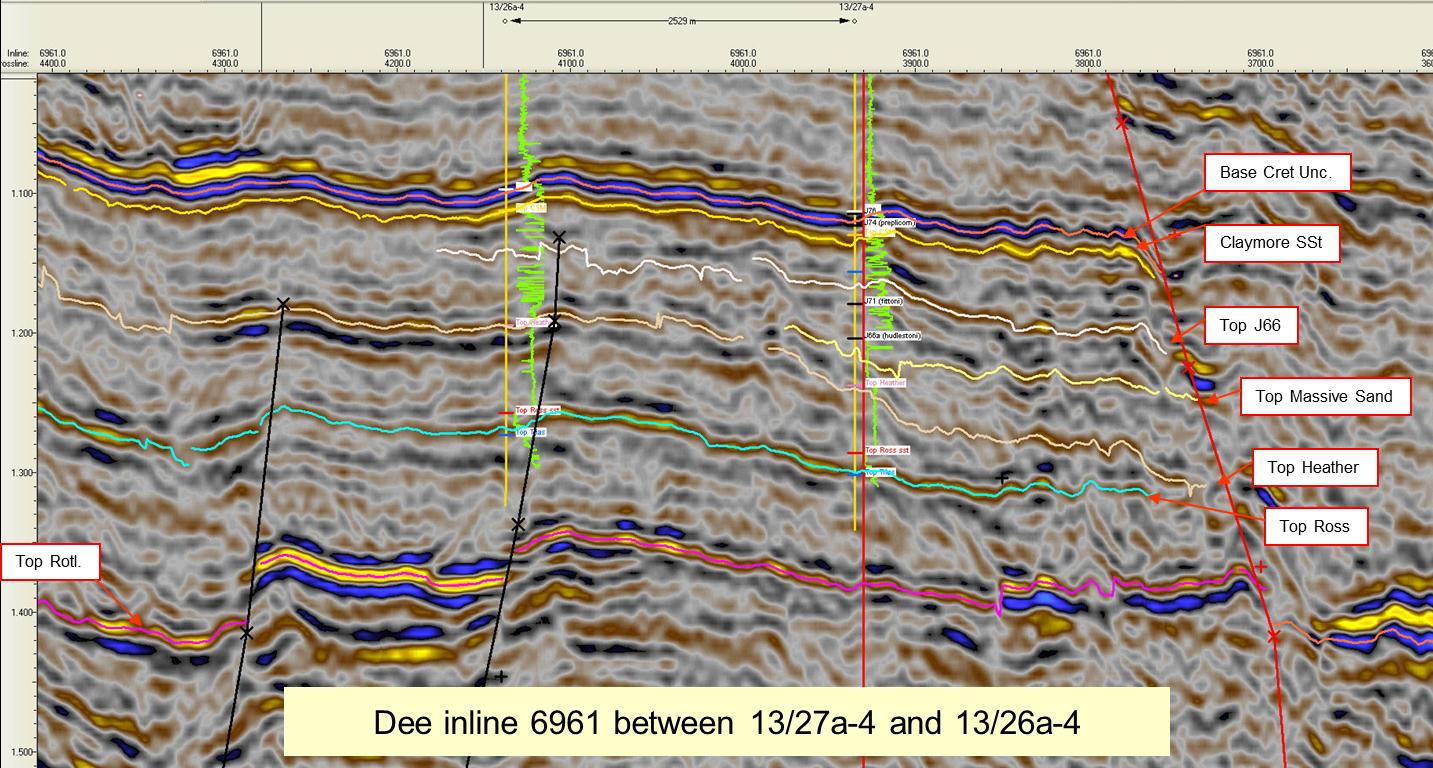 13/26a-4
13/27a-4
2529 m
Inline:
6961.0 6961.0 6961.0 6961.0 6961.0 6961.0 6961.0 6961.0
rossline:
4400.0 4300.0 4200.0 4100.0 4000.0 3900.0 3800.0 3700.0
1.100
Base Cret Unc.
J76
J74 (preplicom)
Claymore SSt
1.200
J71 (fittoni)
Top J66
J66a (hudlestoni)
Top Heather
Top Massive Sand
Top Ross sst
Top Trias
Top Ross sst
Top Trias
Top Heather
1.300
Top Ross
Top Rotl.
1.400
Dee inline 6961 between 13/27a-4 and 13/26a-4
1.500